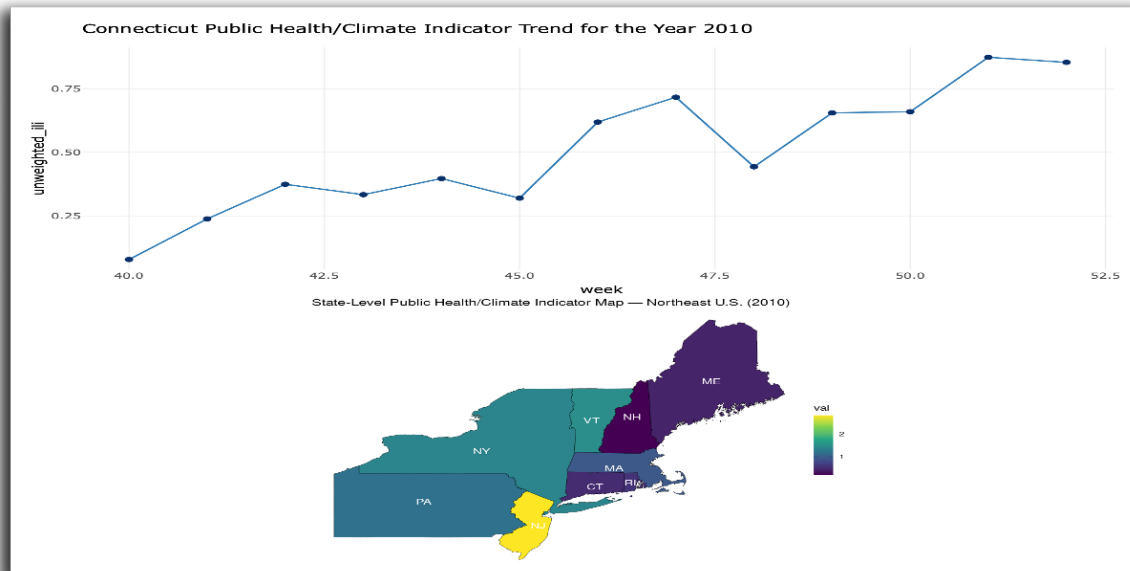 Connecticut Public Health/Climate Indicator Trend for the Year 2010
unweighted_ili
0.75
0.50
0.25
40.0 42.5 45.0 47.5 50.0 52.5
week
State-Level Public Health/Climate Indicator Map — Northeast U.S. (2010)
ME
VT NH
NY
MA
CT RI
PA
NJ
val
2
1